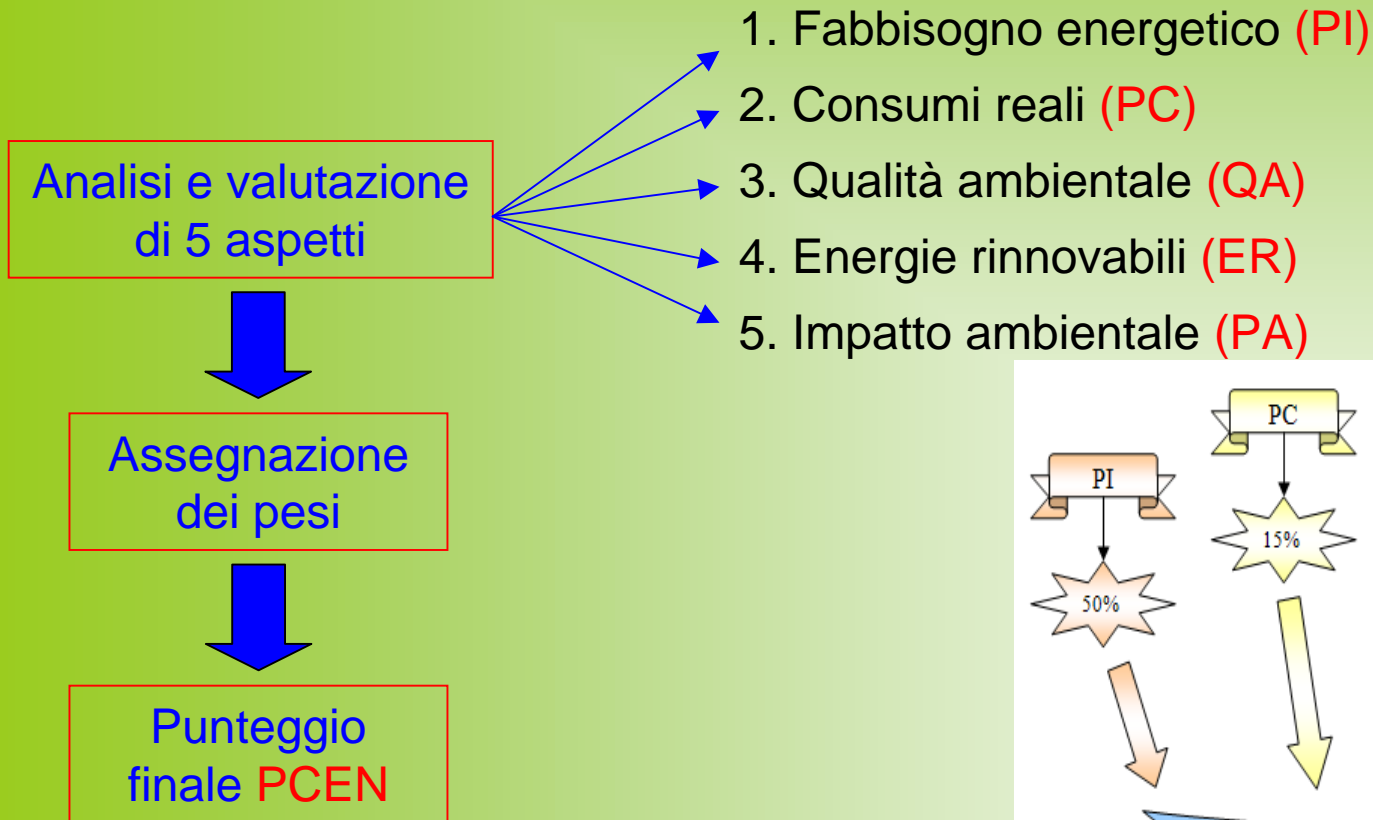 1. Fabbisogno energetico (PI)
2. Consumi reali (PC)
3. Qualità ambientale (QA)
4. Energie rinnovabili (ER)
5. Impatto ambientale (PA)
Analisi e valutazione
di 5 aspetti
Assegnazione
dei pesi
Punteggio
finale PCEN
PC
PI
15%
50%